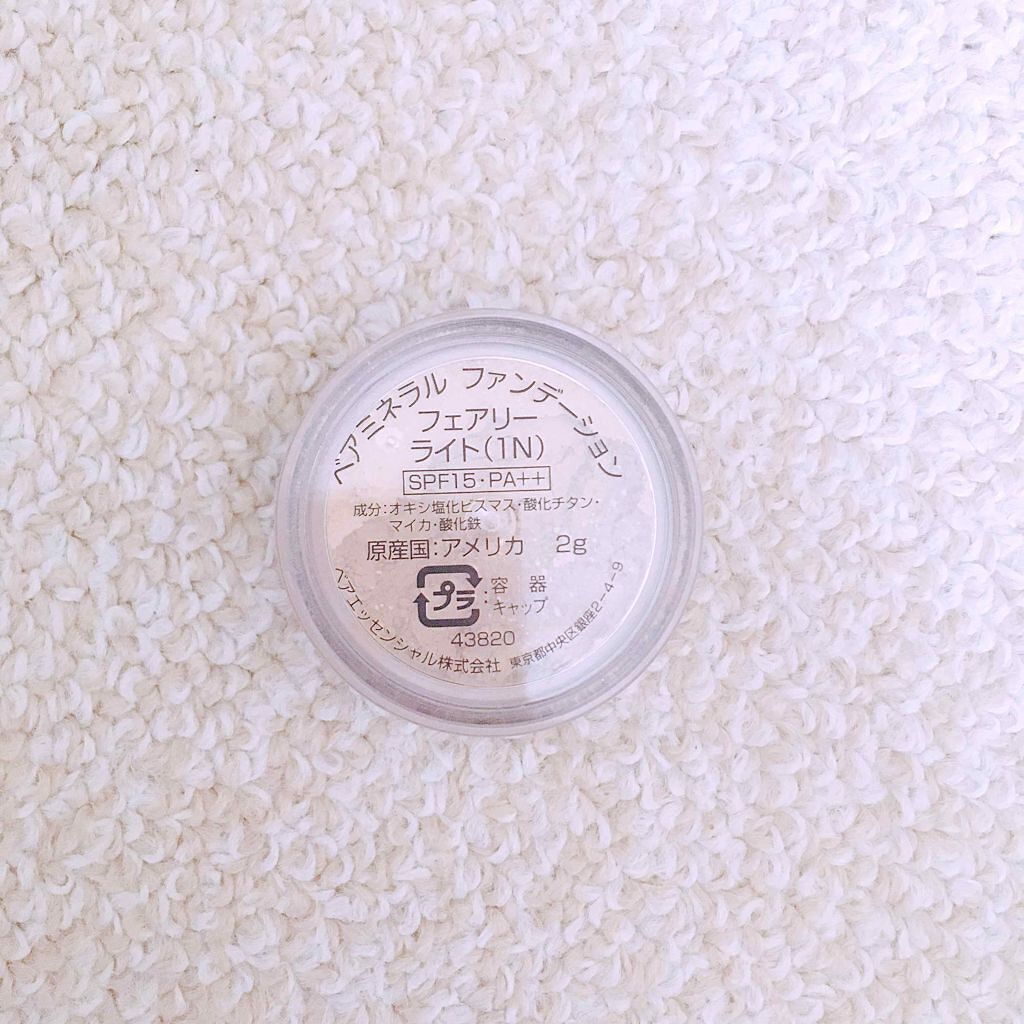 ベアミネラル ファンデーション
フェアリー
ライト(1N)
SPF15・PA++
成分:オキシ塩化ビスマス・酸化チタン・
マイカ・酸化鉄
原産国:アメリカ 2g
プラ
:容 器
キャップ
43820
ベアエッセンシャル株式会社 東京都中央区銀座2-4-9